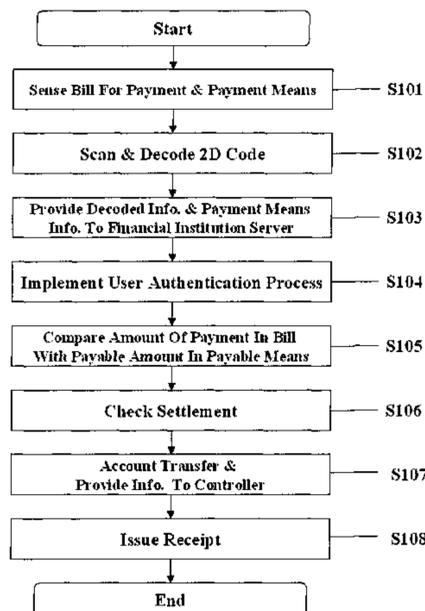 Start
Sense Bill For Payment & Payment Means
S101
Scan & Decode 2D Code
S102
Provide Decoded Info. & Payment Means
Info. To Financial Institution Server
S103
Implement User Authentication Process
S104
Compare Amount Of Payment In Bill
With Payable Amount In Payable Means
S105
Check Settlement
S106
Account Transfer &
Provide Info. To Controller
S107
Issue Receipt
S108
End